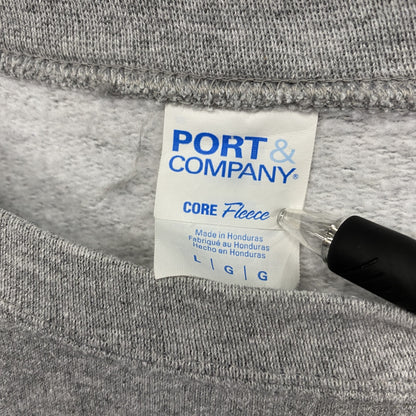 PORT &
COMPANY®
CORE Fleece
Made in Honduras
Fabriqué au Honduras
Hecho en Honduras
L | G | G